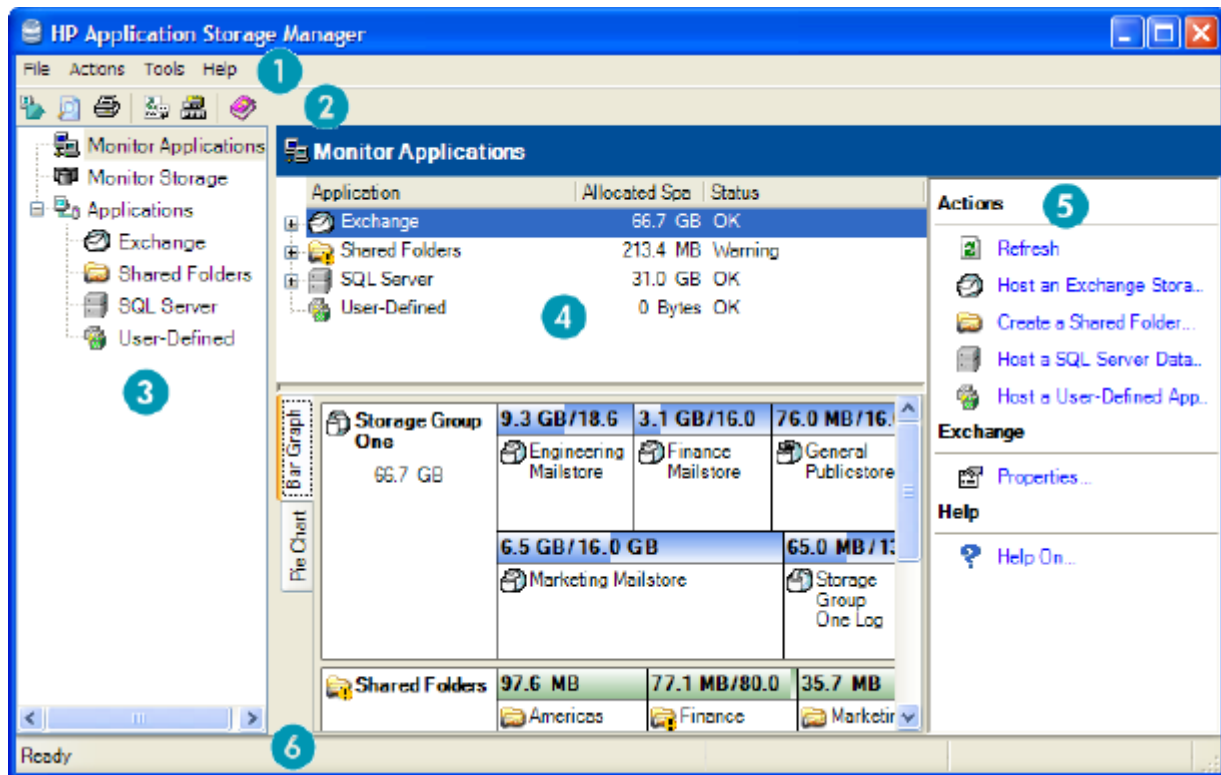 HP Application Storage Manager
File Actions Tools Help
1
2
Monitor Applications
Monitor Storage
Applications
Exchange
Shared Folders
SQL Server
User-Defined
3
Monitor Applications
Application Allocated Spa Status
Exchange 66.7 GB OK
Shared Folders 213.4 MB Warning
SQL Server 31.0 GB OK
User-Defined 0 Bytes OK
4
Bar Graph
Pie Chart
Storage Group One
66.7 GB
9.3 GB/18.6
Engineering Mailstore
3.1 GB/16.0
Finance Mailstore
76.0 MB/16.
General Publicstore
6.5 GB/16.0 GB
Marketing Mailstore
65.0 MB/13
Storage
Group
One Log
Shared Folders
97.6 MB
Americas
77.1 MB/80.0
Finance
35.7 MB
Marketin
Actions
5
Refresh
Host an Exchange Stora..
Create a Shared Folder...
Host a SQL Server Data..
Host a User-Defined App..
Exchange
Properties...
Help
Help On...
6
Ready